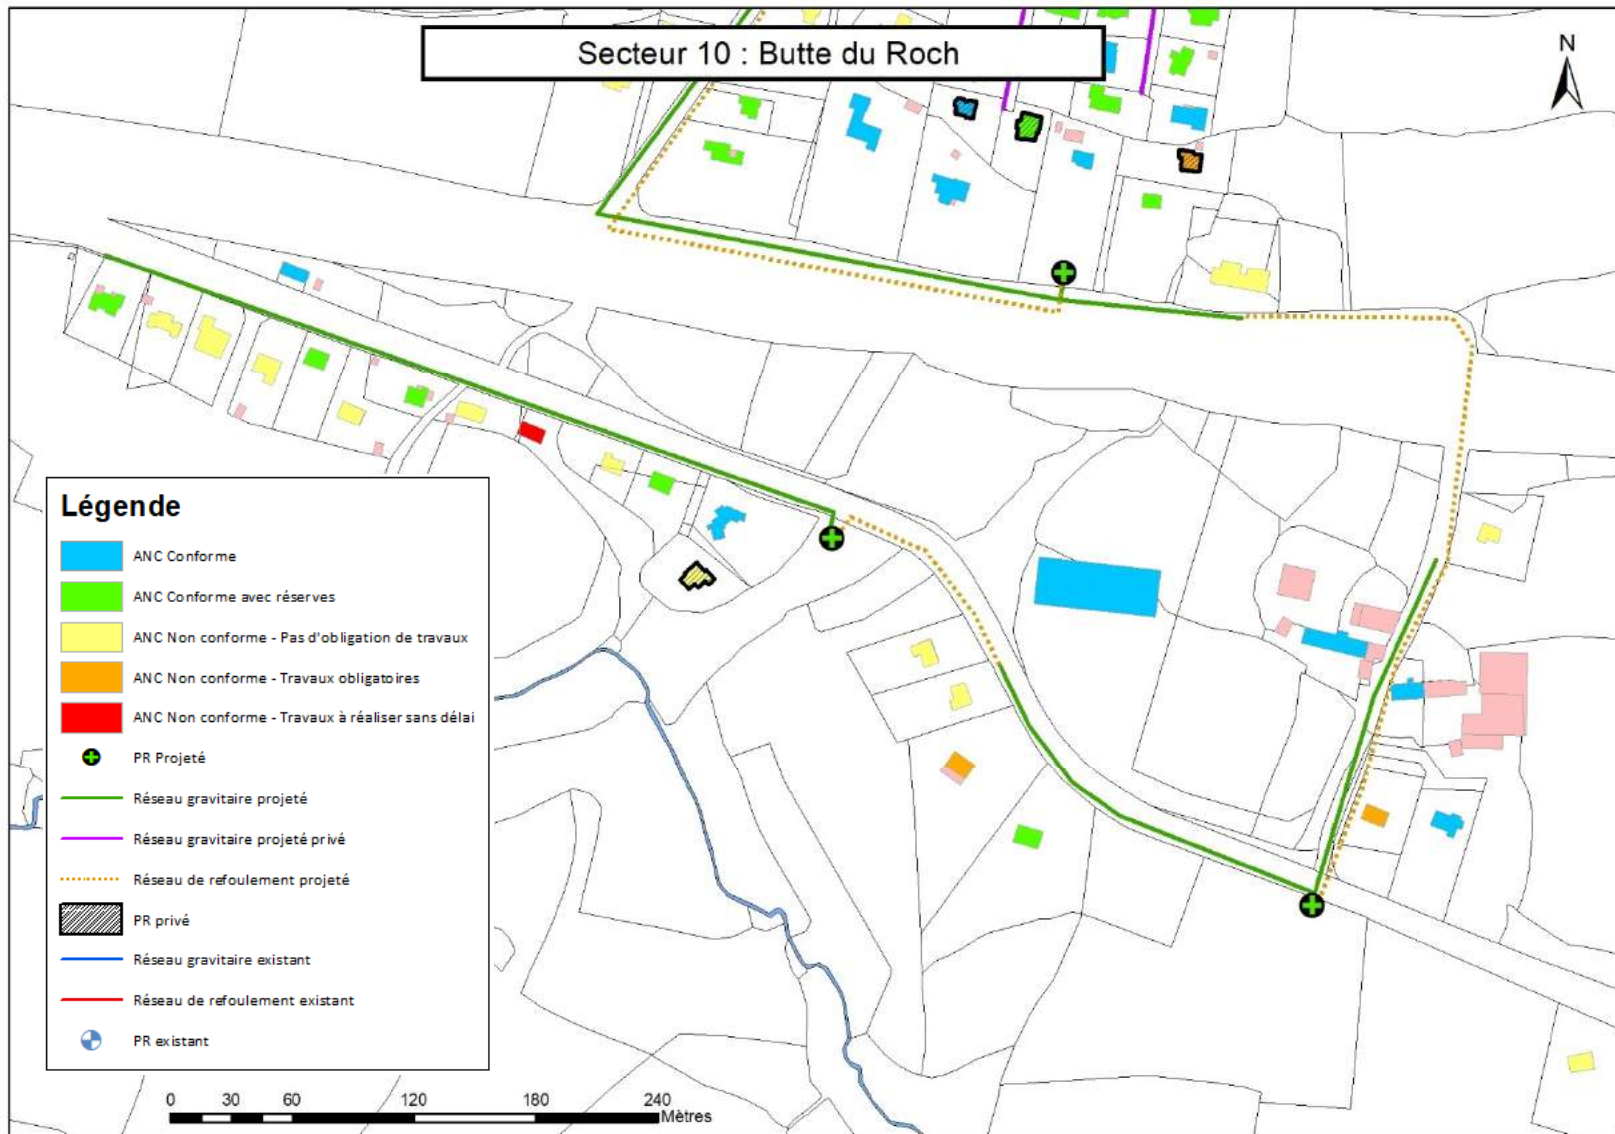 Secteur 10 : Butte du Roch
N
Légende
ANC Conforme
ANC Conforme avec réserves
ANC Non conforme - Pas d'obligation de travaux
ANC Non conforme - Travaux obligatoires
ANC Non conforme - Travaux à réaliser sans délai
PR Projeté
Réseau gravitaire projeté
Réseau gravitaire projeté privé
Réseau de refoulement projeté
PR privé
Réseau gravitaire existant
Réseau de refoulement existant
PR existant
0 30 60 120 180 240
Mètres